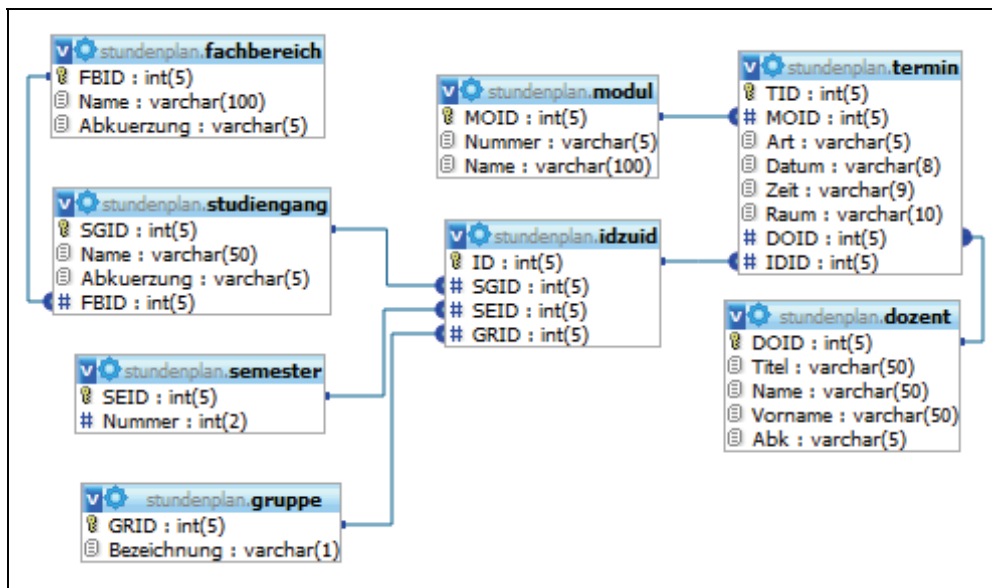 stundenplan.fachbereich
FBID : int(5)
Name : varchar(100)
Abkuerzung : varchar(5)
stundenplan.studiengang
SGID : int(5)
Name : varchar(50)
Abkuerzung : varchar(5)
# FBID : int(5)
stundenplan.semester
SEID : int(5)
# Nummer : int(2)
stundenplan.gruppe
GRID : int(5)
Bezeichnung : varchar(1)
stundenplan.modul
MOID : int(5)
Nummer : varchar(5)
Name : varchar(100)
stundenplan.idzuid
ID : int(5)
# SGID : int(5)
# SEID : int(5)
# GRID : int(5)
stundenplan.termin
TID : int(5)
# MOID : int(5)
Art : varchar(5)
Datum : varchar(8)
Zeit : varchar(9)
Raum : varchar(10)
# DOID : int(5)
# IDID : int(5)
stundenplan.dozent
DOID : int(5)
Titel : varchar(50)
Name : varchar(50)
Vorname : varchar(50)
Abk : varchar(5)